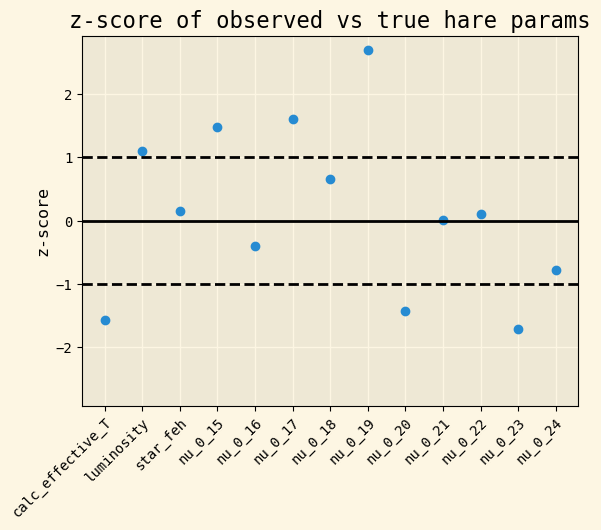 z-score of observed vs true hare params
z-score
2
1
0
−1
−2
calc_effective_T
luminosity
star_feh
nu_0_15
nu_0_16
nu_0_17
nu_0_18
nu_0_19
nu_0_20
nu_0_21
nu_0_22
nu_0_23
nu_0_24